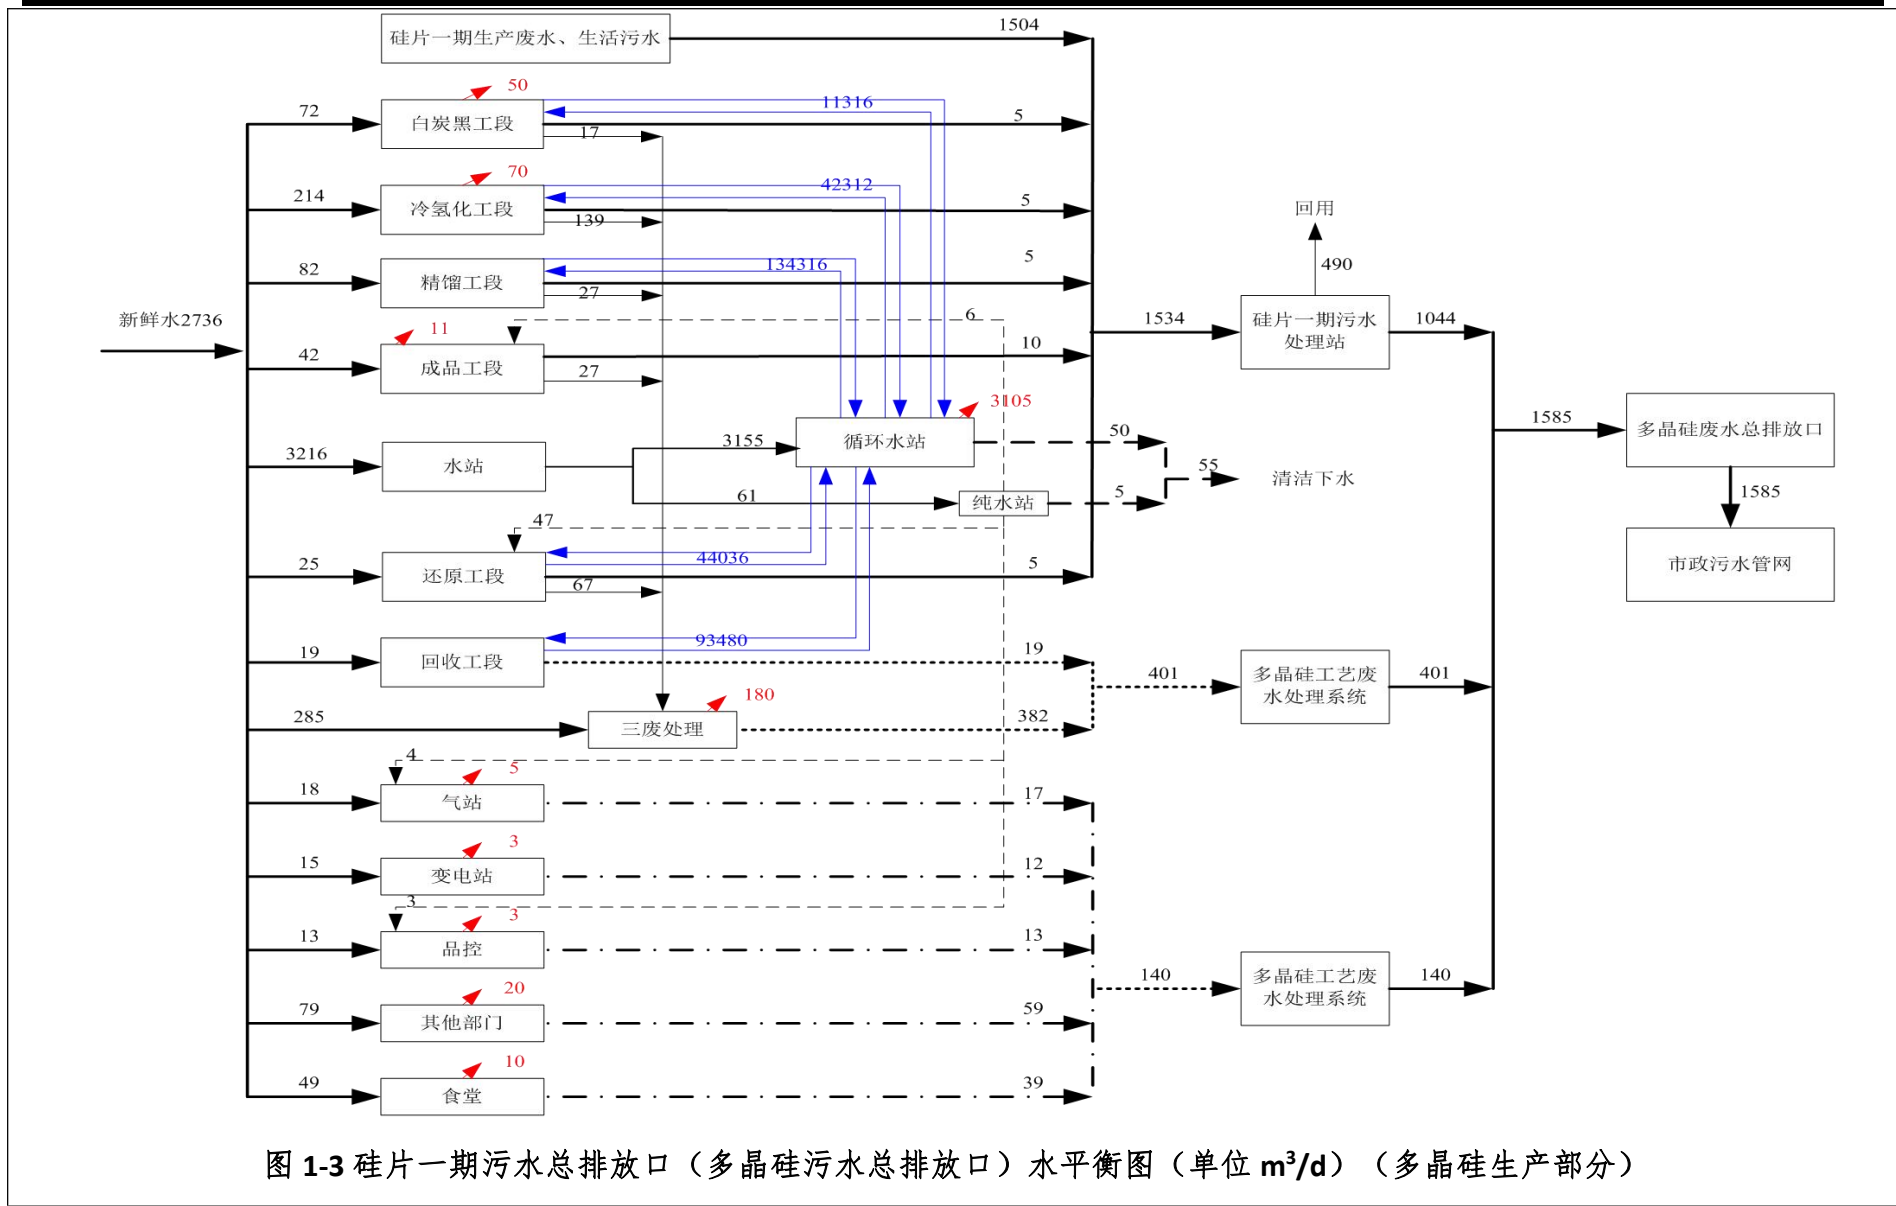 硅片一期生产废水、生活污水
1504
50
11316
72
白炭黑工段
17
5
70
42312
214
冷氢化工段
139
5
回用
490
82
精馏工段
134316
27
5
新鲜水2736
11
6
42
成品工段
27
10
1534
硅片一期污水
处理站
1044
3105
3216
水站
3155
循环水站
50
61
纯水站
5
55
清洁下水
1585
多晶硅废水总排放口
1585
市政污水管网
47
25
还原工段
44036
67
5
19
回收工段
93480
19
401
多晶硅工艺废
水处理系统
401
180
285
三废处理
382
4
5
18
气站
17
3
15
变电站
12
3
3
13
品控
13
140
多晶硅工艺废
水处理系统
140
20
79
其他部门
59
10
49
食堂
39
图 1-3 硅片一期污水总排放口（多晶硅污水总排放口）水平衡图（单位 m³/d）（多晶硅生产部分）